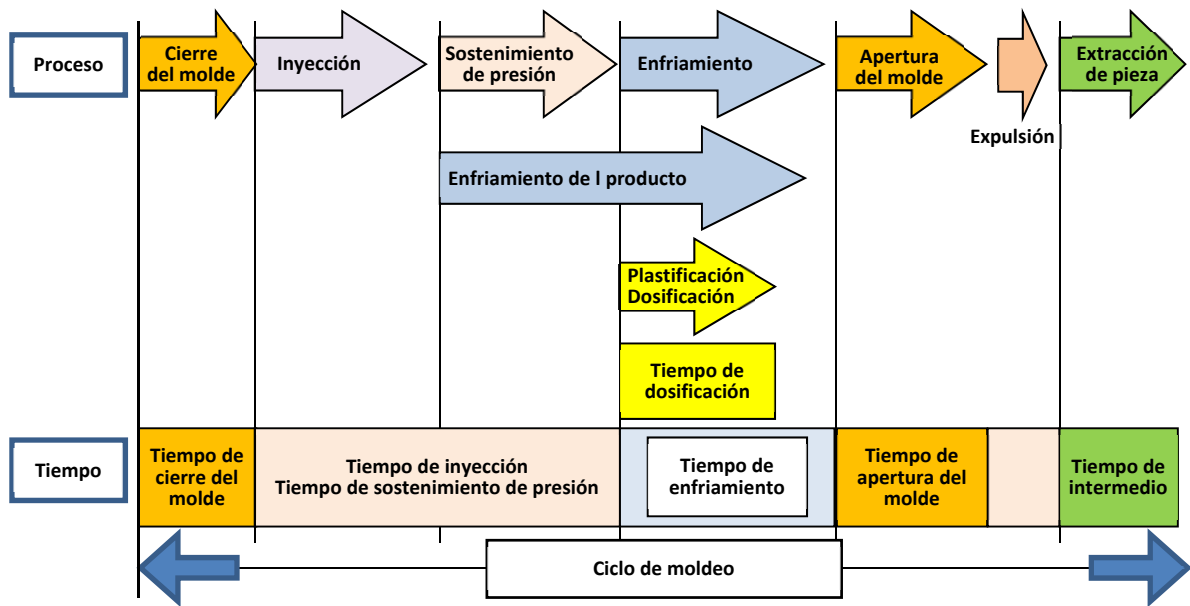 Proceso
Cierre
del molde
Inyección
Sostenimiento
de presión
Enfriamiento
Apertura
del molde
Expulsión
Extracción
de pieza
Enfriamiento de l producto
Plastificación
Dosificación
Tiempo de
dosificación
Tiempo
Tiempo de
cierre del
molde
Tiempo de inyección
Tiempo de sostenimiento de presión
Tiempo de
enfriamiento
Tiempo de
apertura del
molde
Tiempo de
intermedio
Ciclo de moldeo